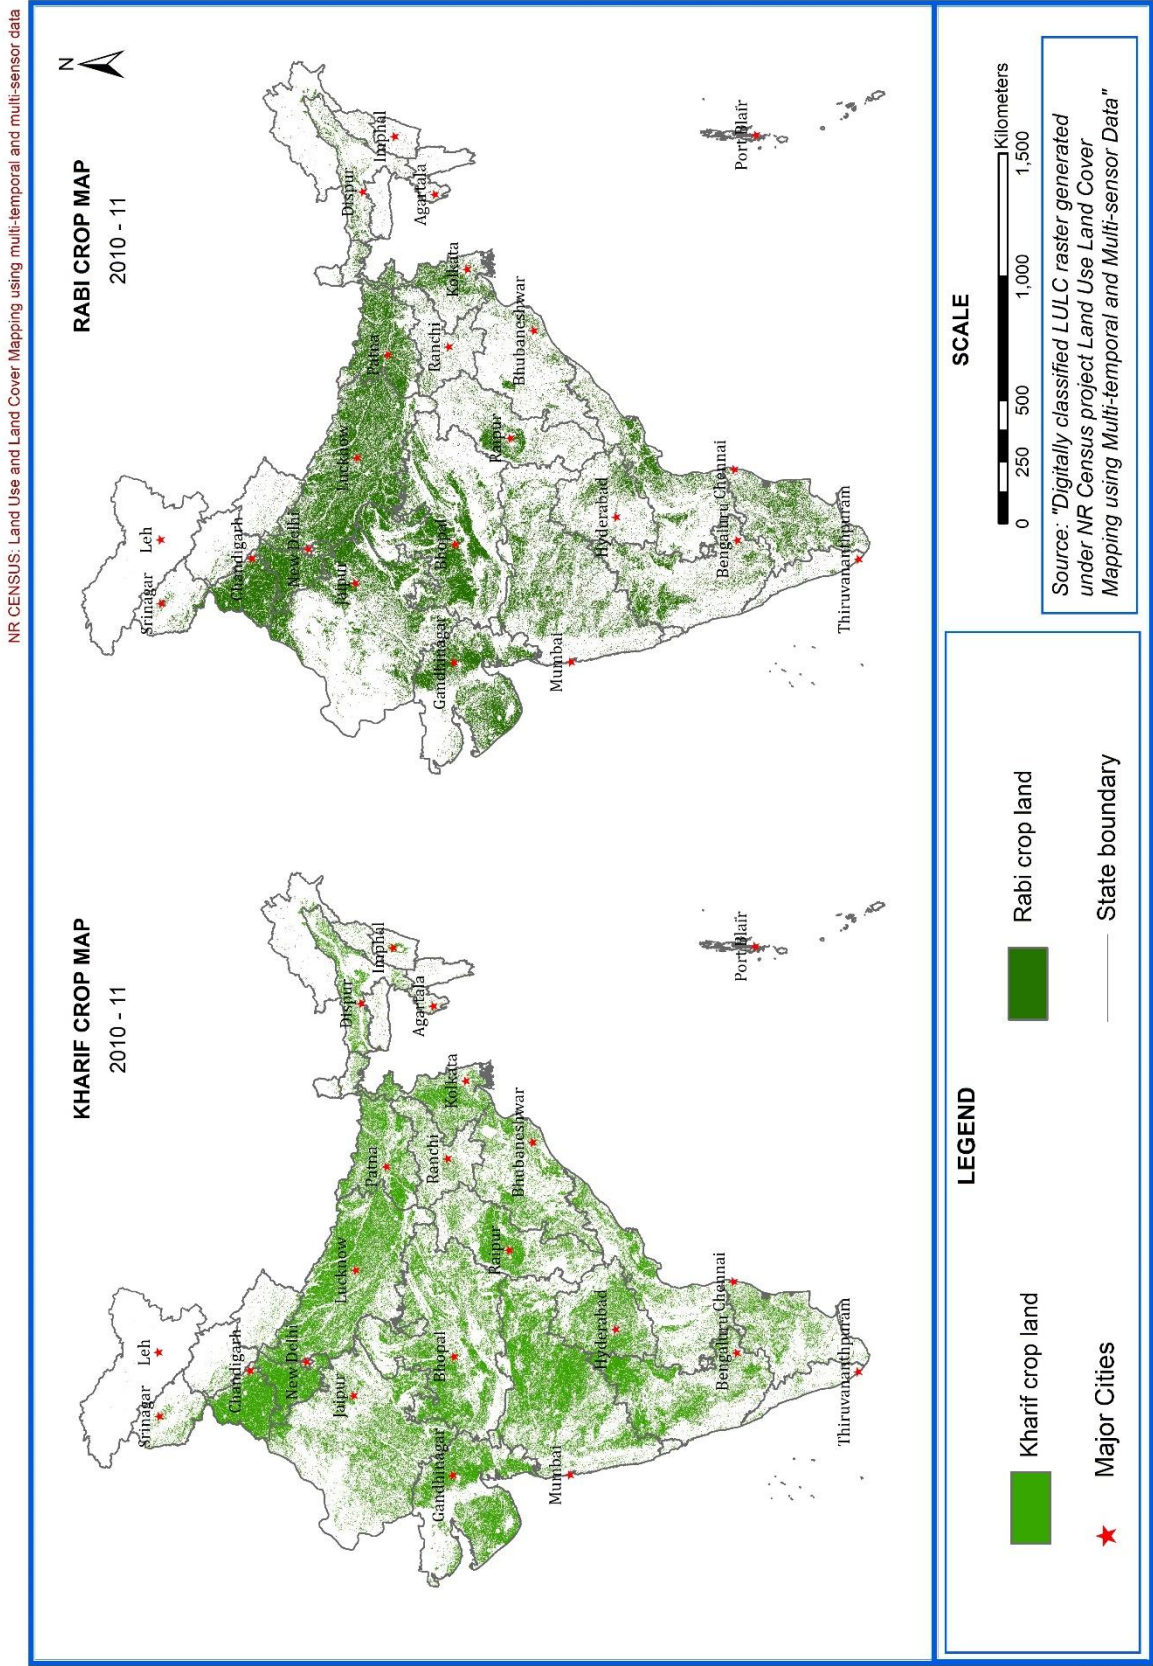 NR CENSUS: Land Use and Land Cover Mapping using multi-temporal and multi-sensor data
KHARIF CROP MAP
2010 - 11
Srinagar
Leh
Chandigarh
New Delhi
Jaipur
Lucknow
Patna
Dispur
Imphal
Agartala
Gandhinagar
Bhopal
Ranchi
Kolkata
Raipur
Bhubaneshwar
Mumbai
Hyderabad
Bengaluru
Chennai
Port Blair
Thiruvananthpuram
RABI CROP MAP
2010 - 11
N
Srinagar
Leh
Chandigarh
New Delhi
Jaipur
Lucknow
Patna
Dispur
Imphal
Agartala
Gandhinagar
Bhopal
Ranchi
Kolkata
Raipur
Bhubaneshwar
Mumbai
Hyderabad
Bengaluru
Chennai
Port Blair
Thiruvananthpuram
LEGEND
Kharif crop land
Rabi crop land
Major Cities
State boundary
SCALE
0 250 500 1,000 1,500
Kilometers
Source: "Digitally classified LULC raster generated
under NR Census project Land Use Land Cover
Mapping using Multi-temporal and Multi-sensor Data"